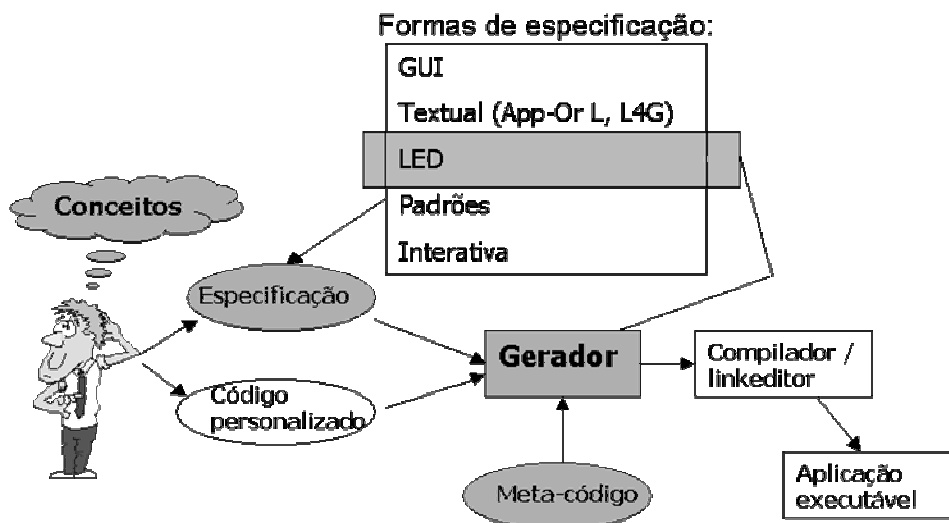 Formas de especificação:
GUI
Textual (App-Or L, L4G)
LED
Padrões
Interativa
Conceitos
Especificação
Código
personalizado
Gerador
Meta-código
Compilador /
linkeditor
Aplicação
executável